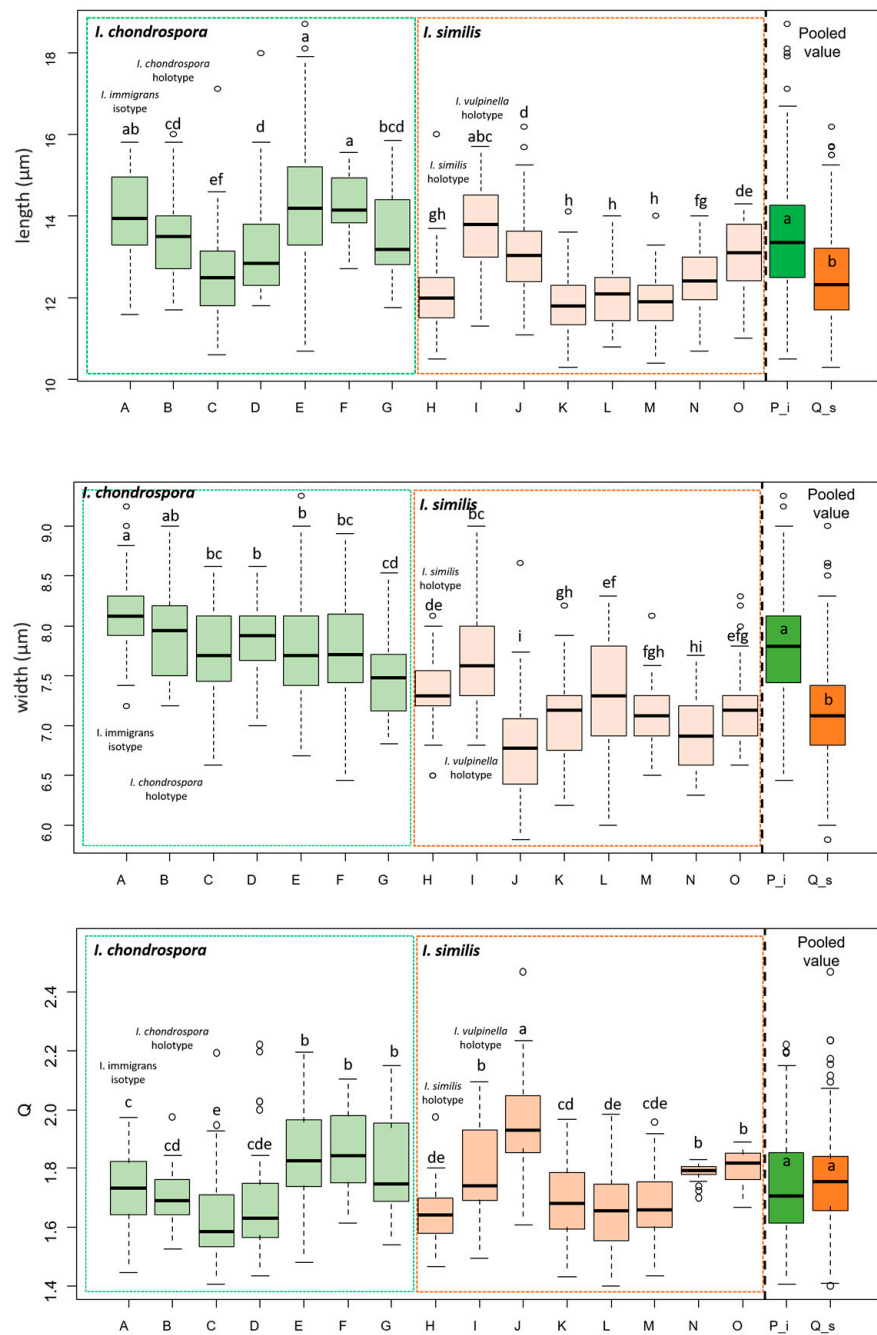 I. chondrospora
I. similis
Pooled
value
I. chondrospora
holotype
I. immigrans
isotype
I. vulpinella
holotype
I. similis
holotype
ab
cd
ef
d
a
a
bcd
gh
abc
d
h
h
h
fg
de
a
b
length (µm)
18
16
14
12
10
A B C D E F G H I J K L M N O P_i Q_s
I. chondrospora
I. similis
Pooled
value
a
ab
bc
b
b
bc
cd
de
bc
i
gh
ef
fgh
hi
efg
a
b
I. similis
holotype
I. immigrans
isotype
I. chondrospora
holotype
I. vulpinella
holotype
width (µm)
9.0
8.5
8.0
7.5
7.0
6.5
6.0
A B C D E F G H I J K L M N O P_i Q_s
I. chondrospora
I. similis
Pooled
value
I. chondrospora
holotype
I. immigrans
isotype
I. vulpinella
holotype
I. similis
holotype
c
cd
e
cde
b
b
b
de
b
a
cd
de
cde
b
b
a
a
Q
2.4
2.2
2.0
1.8
1.6
1.4
A B C D E F G H I J K L M N O P_i Q_s